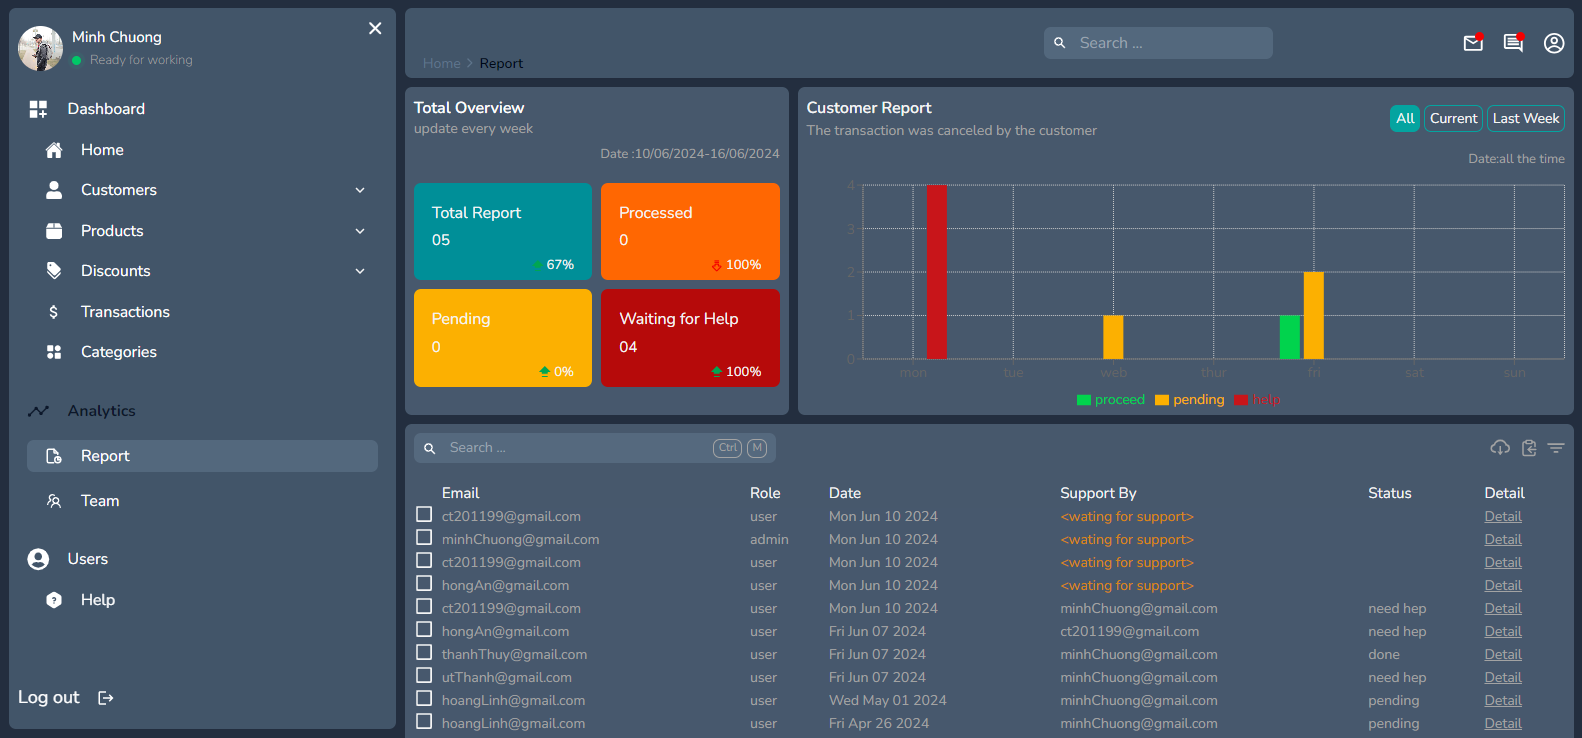 Minh Chuong
Ready for working
Dashboard
Home
Customers
Products
Discounts
$ Transactions
Categories
Analytics
Report
Team
Users
? Help
Log out
Search ...
Home > Report
Total Overview
update every week
Date :10/06/2024-16/06/2024
Total Report
05
67%
Processed
0
100%
Pending
0
0%
Waiting for Help
04
100%
Customer Report
The transaction was canceled by the customer
All Current Last Week
Date:all the time
4
3
2
1
0
mon tue web thur fri sat sun
proceed pending help
Search ... Ctrl M
Email Role Date Support By Status Detail
ct201199@gmail.com user Mon Jun 10 2024 <wating for support> Detail
minhChuong@gmail.com admin Mon Jun 10 2024 <wating for support> Detail
ct201199@gmail.com user Mon Jun 10 2024 <wating for support> Detail
hongAn@gmail.com user Mon Jun 10 2024 <wating for support> Detail
ct201199@gmail.com user Mon Jun 10 2024 minhChuong@gmail.com need hep Detail
hongAn@gmail.com user Fri Jun 07 2024 ct201199@gmail.com need hep Detail
thanhThuy@gmail.com user Fri Jun 07 2024 minhChuong@gmail.com done Detail
utThanh@gmail.com user Fri Jun 07 2024 minhChuong@gmail.com need hep Detail
hoangLinh@gmail.com user Wed May 01 2024 minhChuong@gmail.com pending Detail
hoangLinh@gmail.com user Fri Apr 26 2024 minhChuong@gmail.com pending Detail